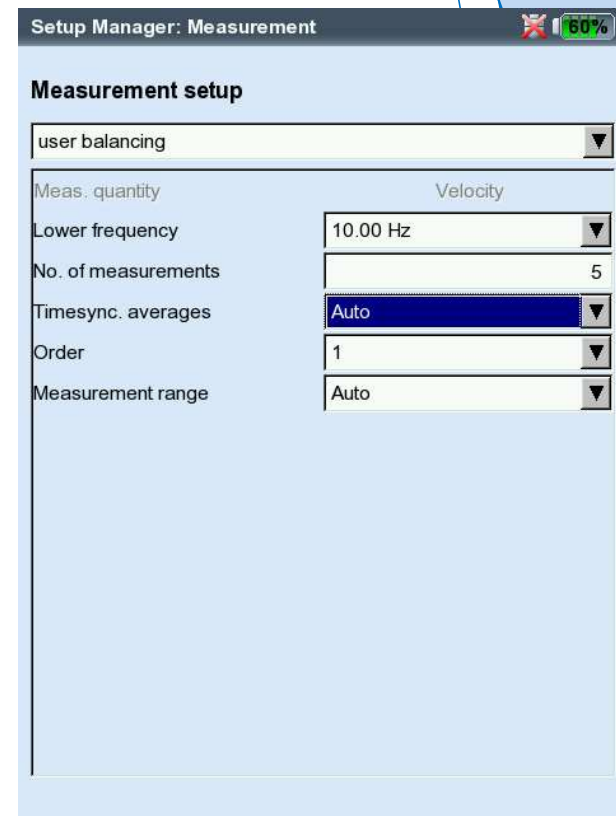 Setup Manager: Measurement 60%
Measurement setup
user balancing
Meas. quantity Velocity
Lower frequency 10.00 Hz
No. of measurements 5
Timesync. averages Auto
Order 1
Measurement range Auto